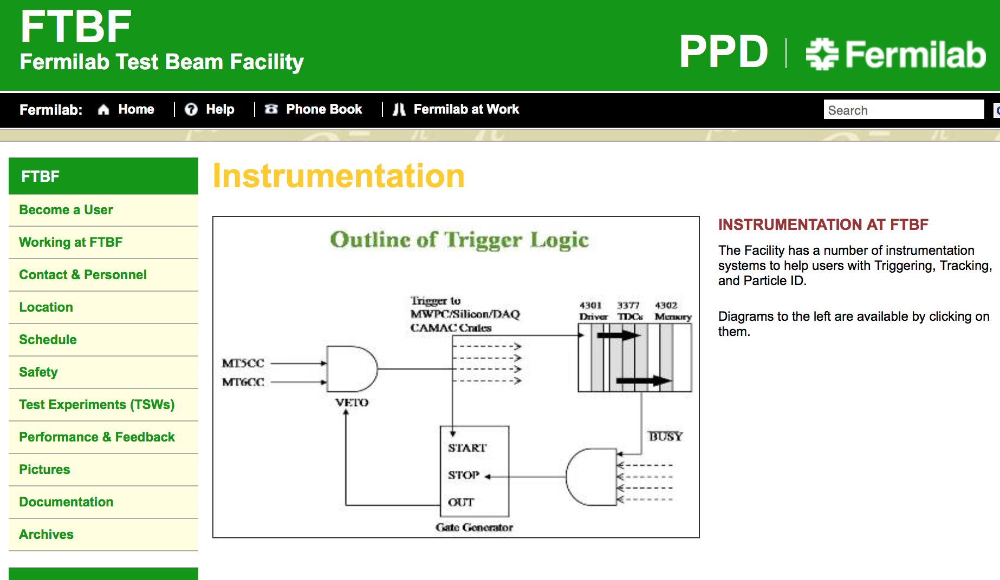 FTBF
Fermilab Test Beam Facility
PPD
Fermilab
Fermilab:
Home
Help
Phone Book
Fermilab at Work
Search
FTBF
Become a User
Working at FTBF
Contact & Personnel
Location
Schedule
Safety
Test Experiments (TSWs)
Performance & Feedback
Pictures
Documentation
Archives
Instrumentation
Outline of Trigger Logic
Trigger to
MWPC/Silicon/DAQ
CAMAC Crates
4301 3377 4302
Driver TDCs Memory
MT5CC
MT6CC
VETO
BUSY
START
STOP
OUT
Gate Generator
INSTRUMENTATION AT FTBF
The Facility has a number of instrumentation
systems to help users with Triggering, Tracking,
and Particle ID.
Diagrams to the left are available by clicking on
them.